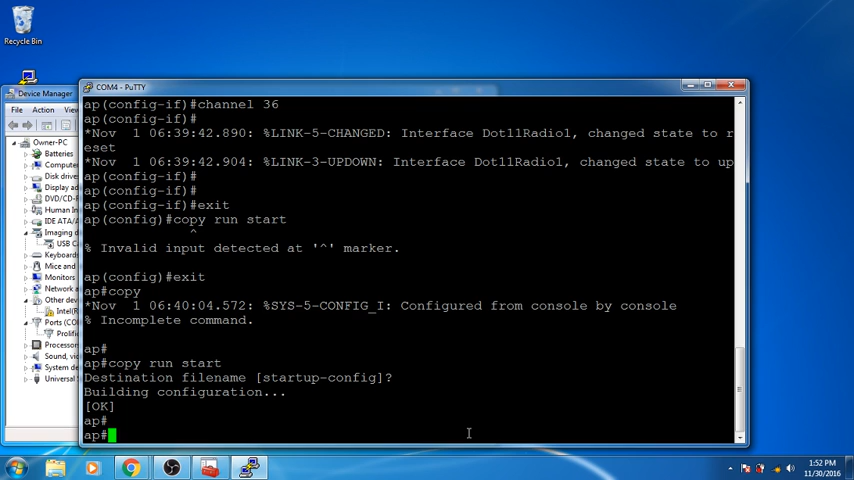 Recycle Bin
Device Manager
File Action View
Owner-PC
Batteries
Computer
Disk drives
Display ada
DVD/CD-R
Human In
IDE ATA/A
Imaging d
USB Ca
Keyboards
Mice and
Monitors
Network a
Other dev
Intel(R
Ports (CO
Prolifi
Processor
Sound, vid
System de
Universal
COM4 - PuTTY
ap(config-if)#channel 36
ap(config-if)#
*Nov  1 06:39:42.890: %LINK-5-CHANGED: Interface Dot11Radio1, changed state to r
eset
*Nov  1 06:39:42.904: %LINK-3-UPDOWN: Interface Dot11Radio1, changed state to up
ap(config-if)#
ap(config-if)#
ap(config-if)#exit
ap(config)#copy run start
^
% Invalid input detected at '^' marker.
ap(config)#exit
ap#copy
*Nov  1 06:40:04.572: %SYS-5-CONFIG_I: Configured from console by console
% Incomplete command.
ap#
ap#copy run start
Destination filename [startup-config]?
Building configuration...
[OK]
ap#
ap#
1:52 PM
11/30/2016